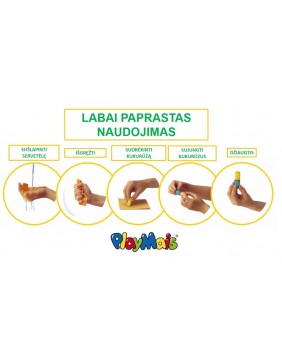 LABAI PAPRASTAS
NAUDOJIMAS
SUŠLAPINTI
SERVETĖLĘ
IŠGRĘŽTI
SUDRĖKINTI
KUKURŪZĄ
SUJUNGTI
KUKURŪZUS
DŽIAUGTIS
PlayMais